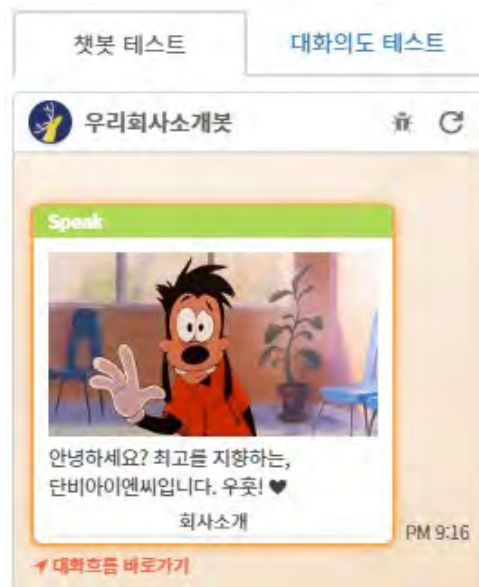 챗봇 테스트
대화의도 테스트
우리회사소개봇
Speak
안녕하세요? 최고를 지향하는,
단비아이엔씨입니다. 우훗! ♥
회사소개
PM 9:16
대화흐름 바로가기